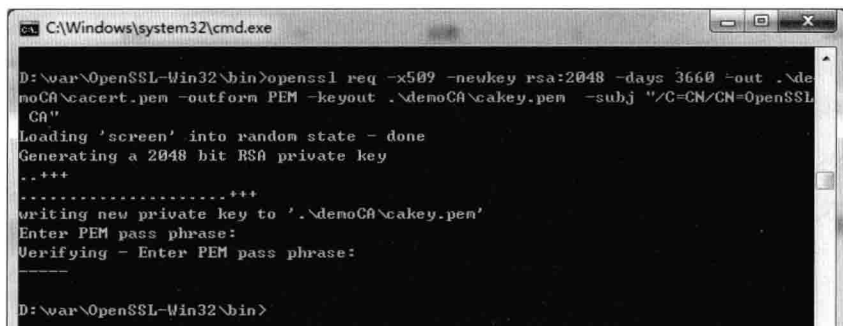 C:\Windows\system32\cmd.exe
D:\var\OpenSSL-Win32\bin>openssl req -x509 -newkey rsa:2048 -days 3660 -out .\de
moCA\cacert.pem -outform PEM -keyout .\demoCA\cakey.pem  -subj "/C=CN/CN=OpenSSL
 CA"
Loading 'screen' into random state - done
Generating a 2048 bit RSA private key
..+++
.....................+++
writing new private key to '.\demoCA\cakey.pem'
Enter PEM pass phrase:
Verifying - Enter PEM pass phrase:
-----
D:\var\OpenSSL-Win32\bin>